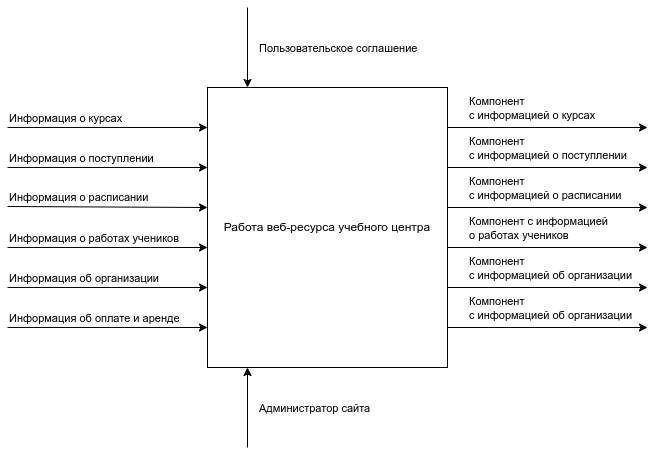 Пользовательское соглашение
Информация о курсах
Информация о поступлении
Информация о расписании
Информация о работах учеников
Информация об организации
Информация об оплате и аренде
Работа веб-ресурса учебного центра
Компонент
с информацией о курсах
Компонент
с информацией о поступлении
Компонент
с информацией о расписании
Компонент с информацией
о работах учеников
Компонент
с информацией об организации
Компонент
с информацией об организации
Администратор сайта